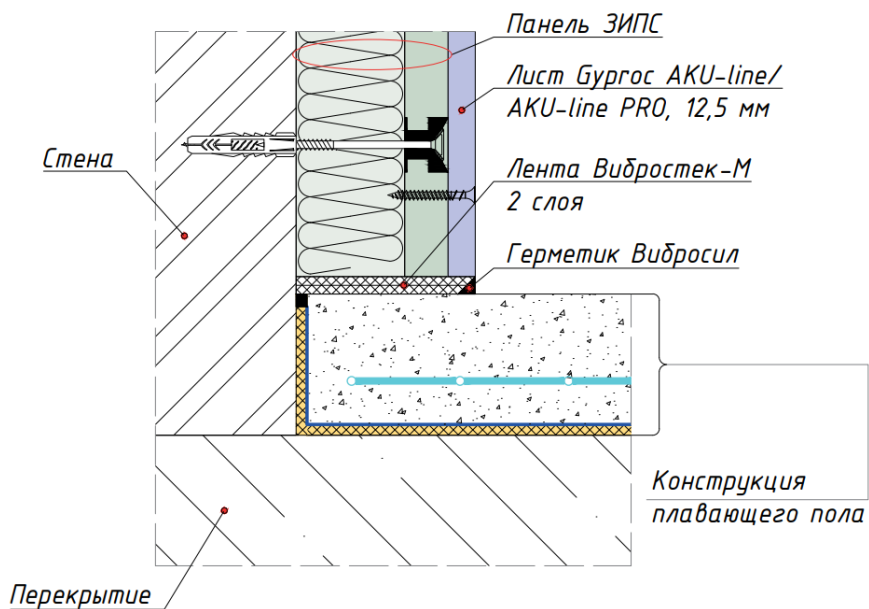 Панель ЗИПС
Лист Gyproc AKU-line/
AKU-line PRO, 12,5 мм
Стена
Лента Вибростек-М
2 слоя
Герметик Вибросил
Конструкция
плавающего пола
Перекрытие